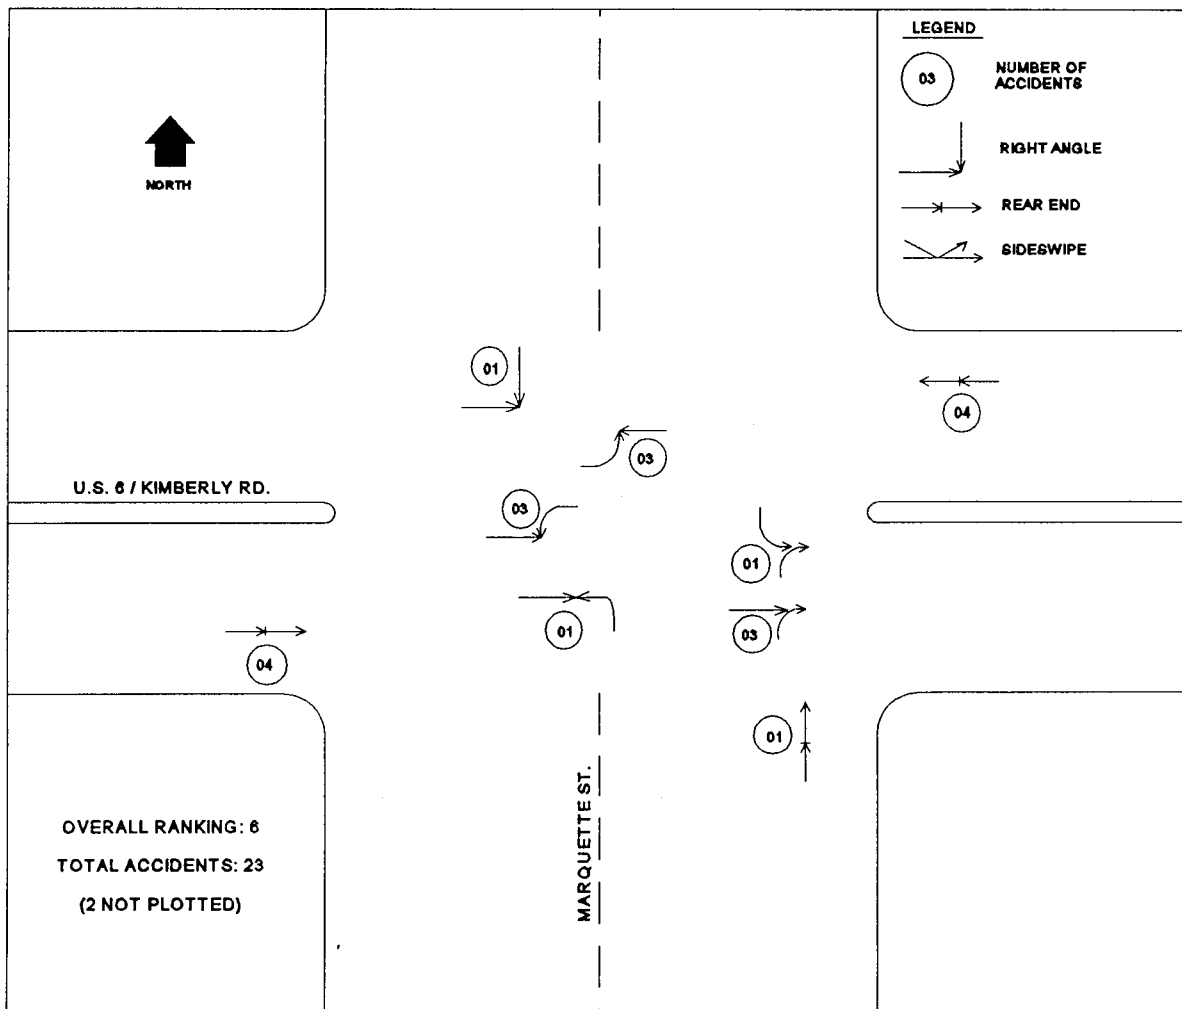 LEGEND
03
NUMBER OF
ACCIDENTS
RIGHT ANGLE
REAR END
SIDESWIPE
NORTH
01
04
03
U.S. 6 / KIMBERLY RD.
03
01
01
03
04
01
MARQUETTE ST.
OVERALL RANKING: 6
TOTAL ACCIDENTS: 23
(2 NOT PLOTTED)